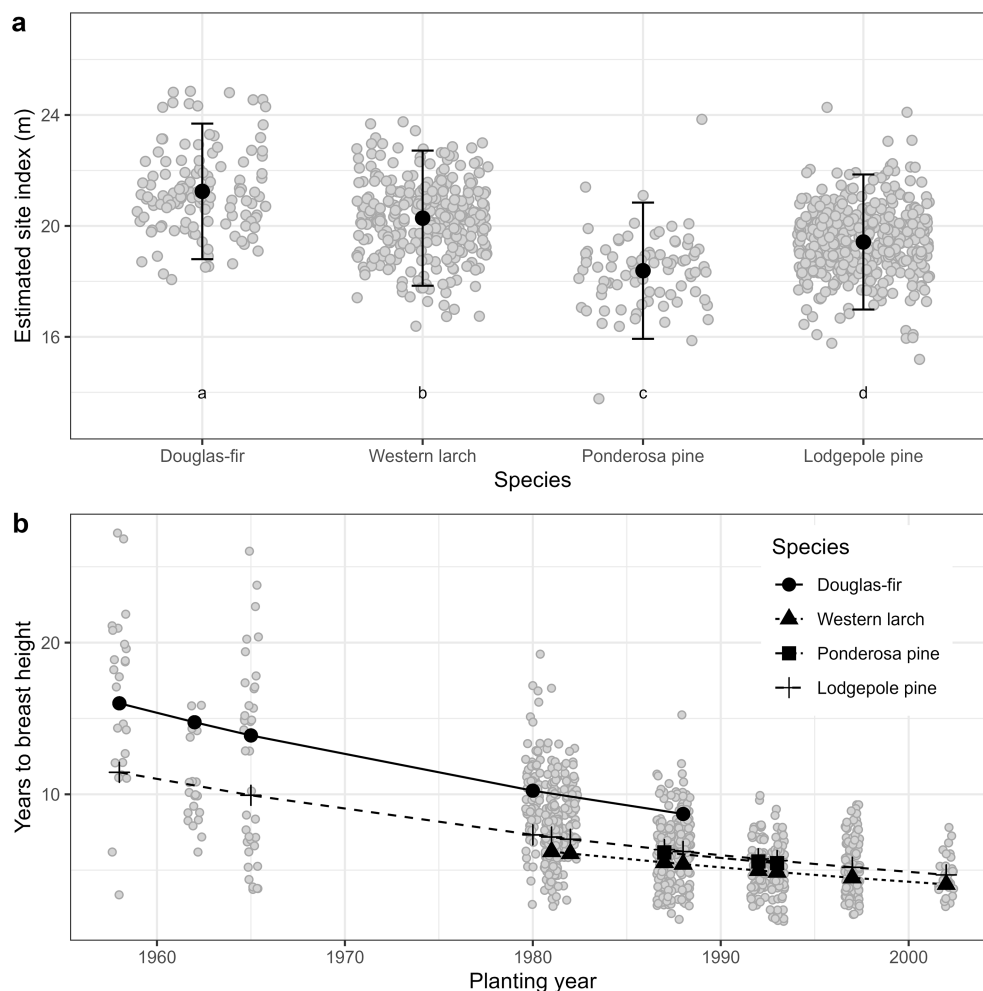 a
Estimated site index (m)
24
20
16
a b c d
Douglas-fir Western larch Ponderosa pine Lodgepole pine
Species
b
Years to breast height
20
10
Species
Douglas-fir
Western larch
Ponderosa pine
Lodgepole pine
1960 1970 1980 1990 2000
Planting year